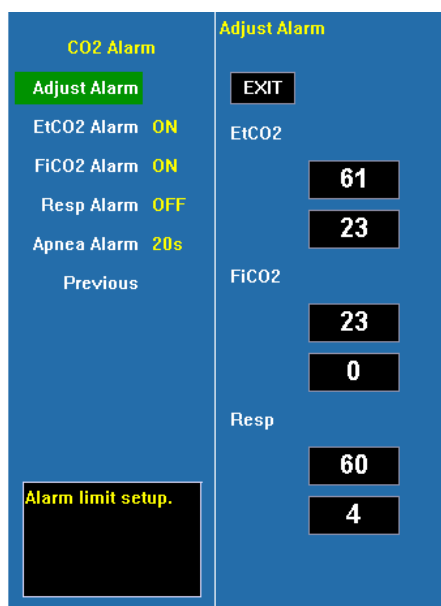 CO2 Alarm
Adjust Alarm
EtCO2 Alarm ON
FiCO2 Alarm ON
Resp Alarm OFF
Apnea Alarm 20s
Previous
Alarm limit setup.
Adjust Alarm
EXIT
EtCO2
61
23
FiCO2
23
0
Resp
60
4